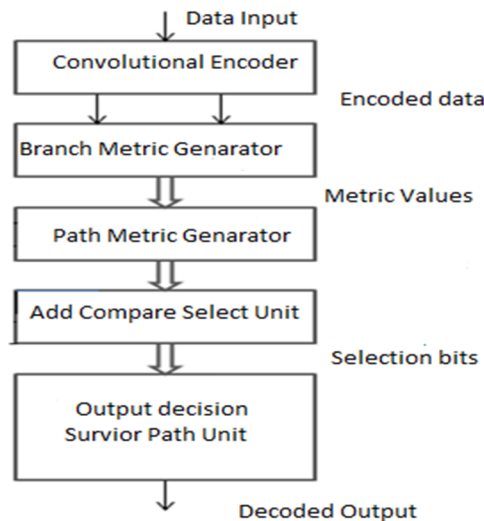 Data Input
Convolutional Encoder
Encoded data
Branch Metric Genarator
Metric Values
Path Metric Genarator
Add Compare Select Unit
Selection bits
Output decision
Survior Path Unit
Decoded Output